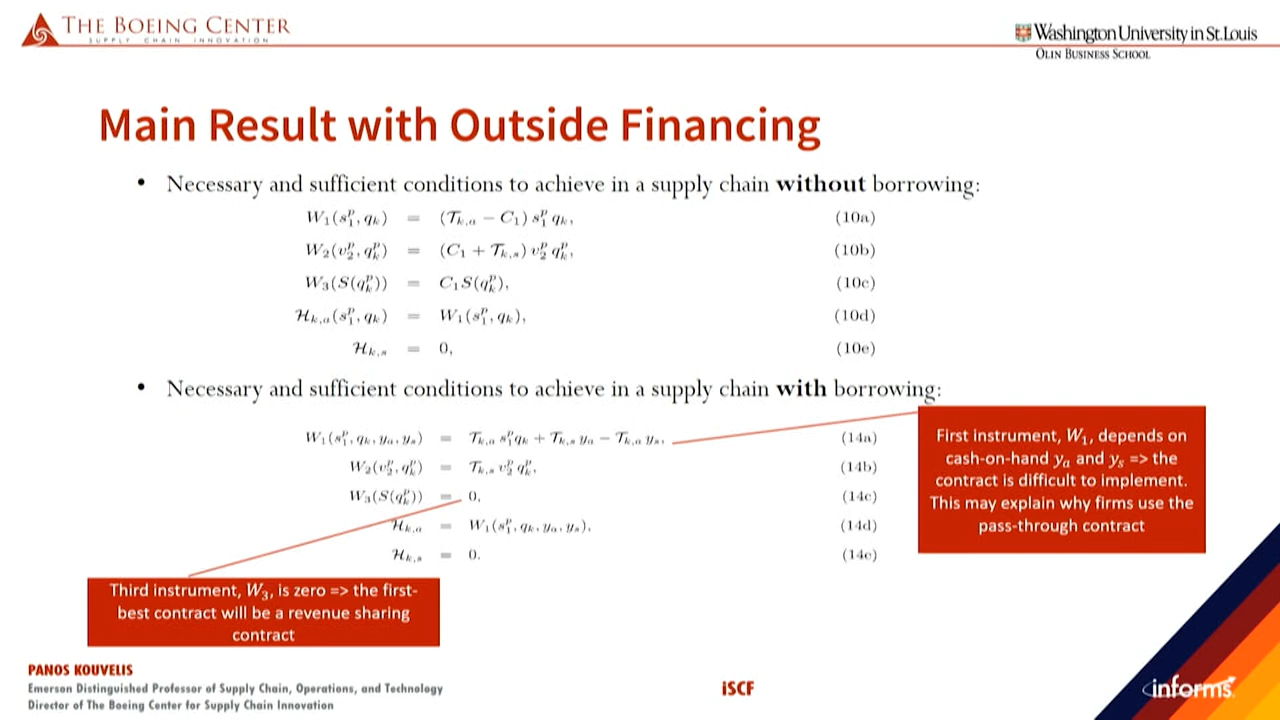 THE BOEING CENTER
SUPPLY CHAIN INNOVATION
Washington University in St.Louis
OLIN BUSINESS SCHOOL
Main Result with Outside Financing
• Necessary and sufficient conditions to achieve in a supply chain without borrowing:
W₁(s₁ᵖ, qₖ) = (𝒯ₖ,ₐ − C₁) s₁ᵖ qₖ, (10a)
W₂(v₂ᵖ, qₖᵖ) = (C₁ + 𝒯ₖ,ₛ) v₂ᵖ qₖᵖ, (10b)
W₃(S(qₖᵖ)) = C₁S(qₖᵖ), (10c)
ℋₖ,ₐ(s₁ᵖ, qₖ) = W₁(s₁ᵖ, qₖ), (10d)
ℋₖ,ₛ = 0, (10e)
• Necessary and sufficient conditions to achieve in a supply chain with borrowing:
W₁(s₁ᵖ, qₖ, yₐ, yₛ) = 𝒯ₖ,ₐ s₁ᵖqₖ + 𝒯ₖ,ₛ yₐ − 𝒯ₖ,ₐ yₛ, (14a)
W₂(v₂ᵖ, qₖᵖ) = 𝒯ₖ,ₛ v₂ᵖ qₖᵖ, (14b)
W₃(S(qₖᵖ)) = 0, (14c)
ℋₖ,ₐ = W₁(s₁ᵖ, qₖ, yₐ, yₛ), (14d)
ℋₖ,ₛ = 0. (14e)
First instrument, W₁, depends on
cash-on-hand yₐ and yₛ => the
contract is difficult to implement.
This may explain why firms use the
pass-through contract
Third instrument, W₃, is zero => the first-
best contract will be a revenue sharing
contract
PANOS KOUVELIS
Emerson Distinguished Professor of Supply Chain, Operations, and Technology
Director of The Boeing Center for Supply Chain Innovation
iSCF
informs